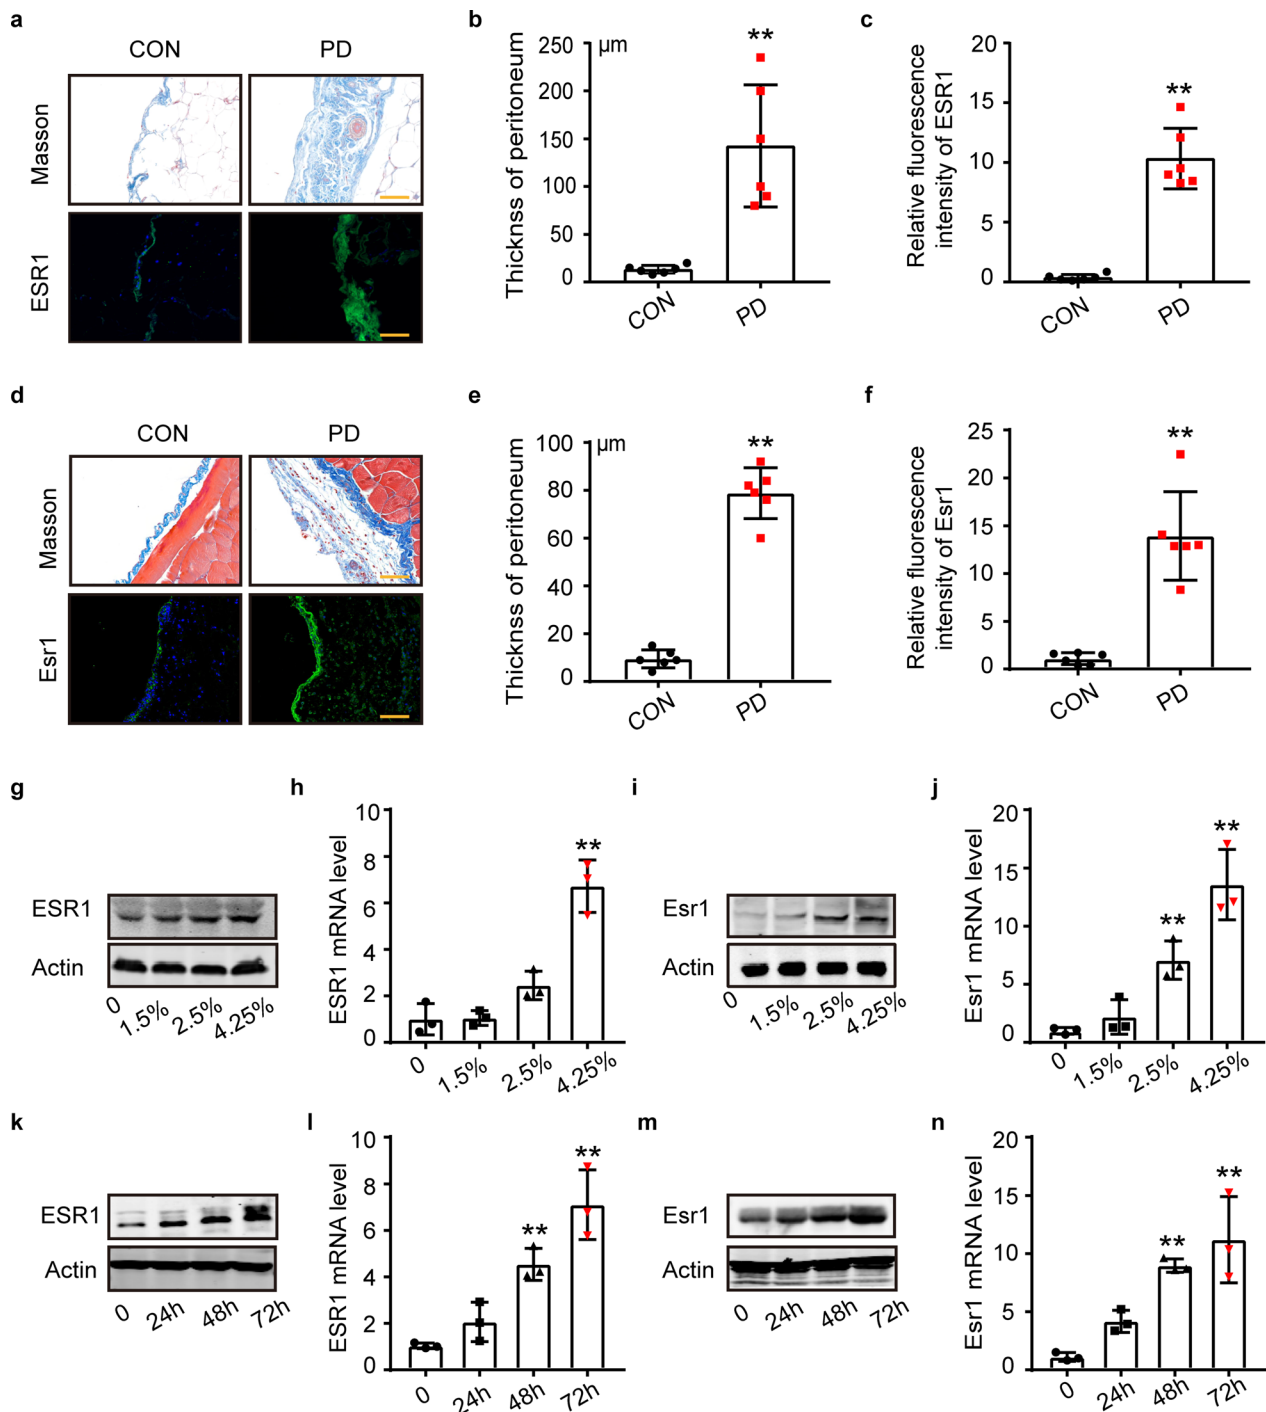 a
CON
PD
Masson
ESR1
b
µm
Thicknss of peritoneum
250
200
150
100
50
0
**
CON
PD
c
Relative fluorescence
intensity of ESR1
20
15
10
5
0
**
CON
PD
d
CON
PD
Masson
Esr1
e
µm
Thicknss of peritoneum
100
80
60
40
20
0
**
CON
PD
f
Relative fluorescence
intensity of Esr1
25
20
15
10
5
0
**
CON
PD
g
ESR1
Actin
0
1.5%
2.5%
4.25%
h
ESR1 mRNA level
10
8
6
4
2
0
**
0
1.5%
2.5%
4.25%
i
Esr1
Actin
0
1.5%
2.5%
4.25%
j
Esr1 mRNA level
20
15
10
5
0
**
**
0
1.5%
2.5%
4.25%
k
ESR1
Actin
0
24h
48h
72h
l
ESR1 mRNA level
10
8
6
4
2
0
**
**
0
24h
48h
72h
m
Esr1
Actin
0
24h
48h
72h
n
Esr1 mRNA level
20
15
10
5
0
**
**
0
24h
48h
72h